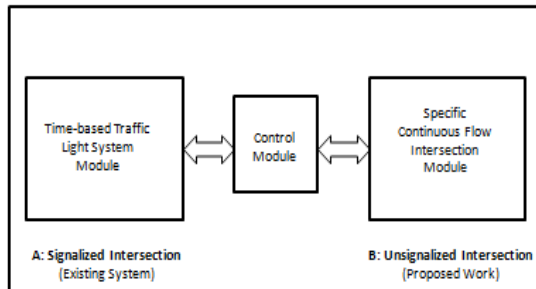 Time-based Traffic
Light System
Module
Control
Module
Specific
Continuous Flow
Intersection
Module
A: Signalized Intersection
(Existing System)
B: Unsignalized Intersection
(Proposed Work)